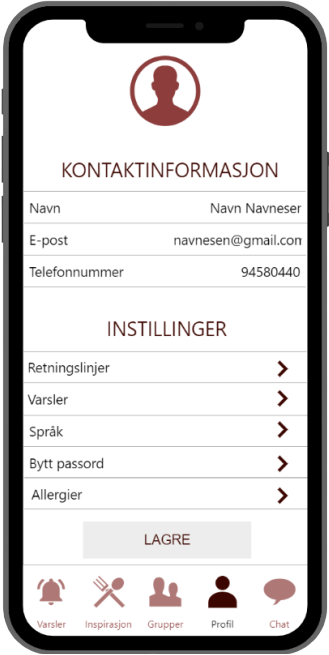 KONTAKTINFORMASJON
Navn Navn Navneser
E-post navnesen@gmail.con
Telefonnummer 94580440
INSTILLINGER
Retningslinjer
Varsler
Språk
Bytt passord
Allergier
LAGRE
Varsler Inspirasjon Grupper Profil Chat